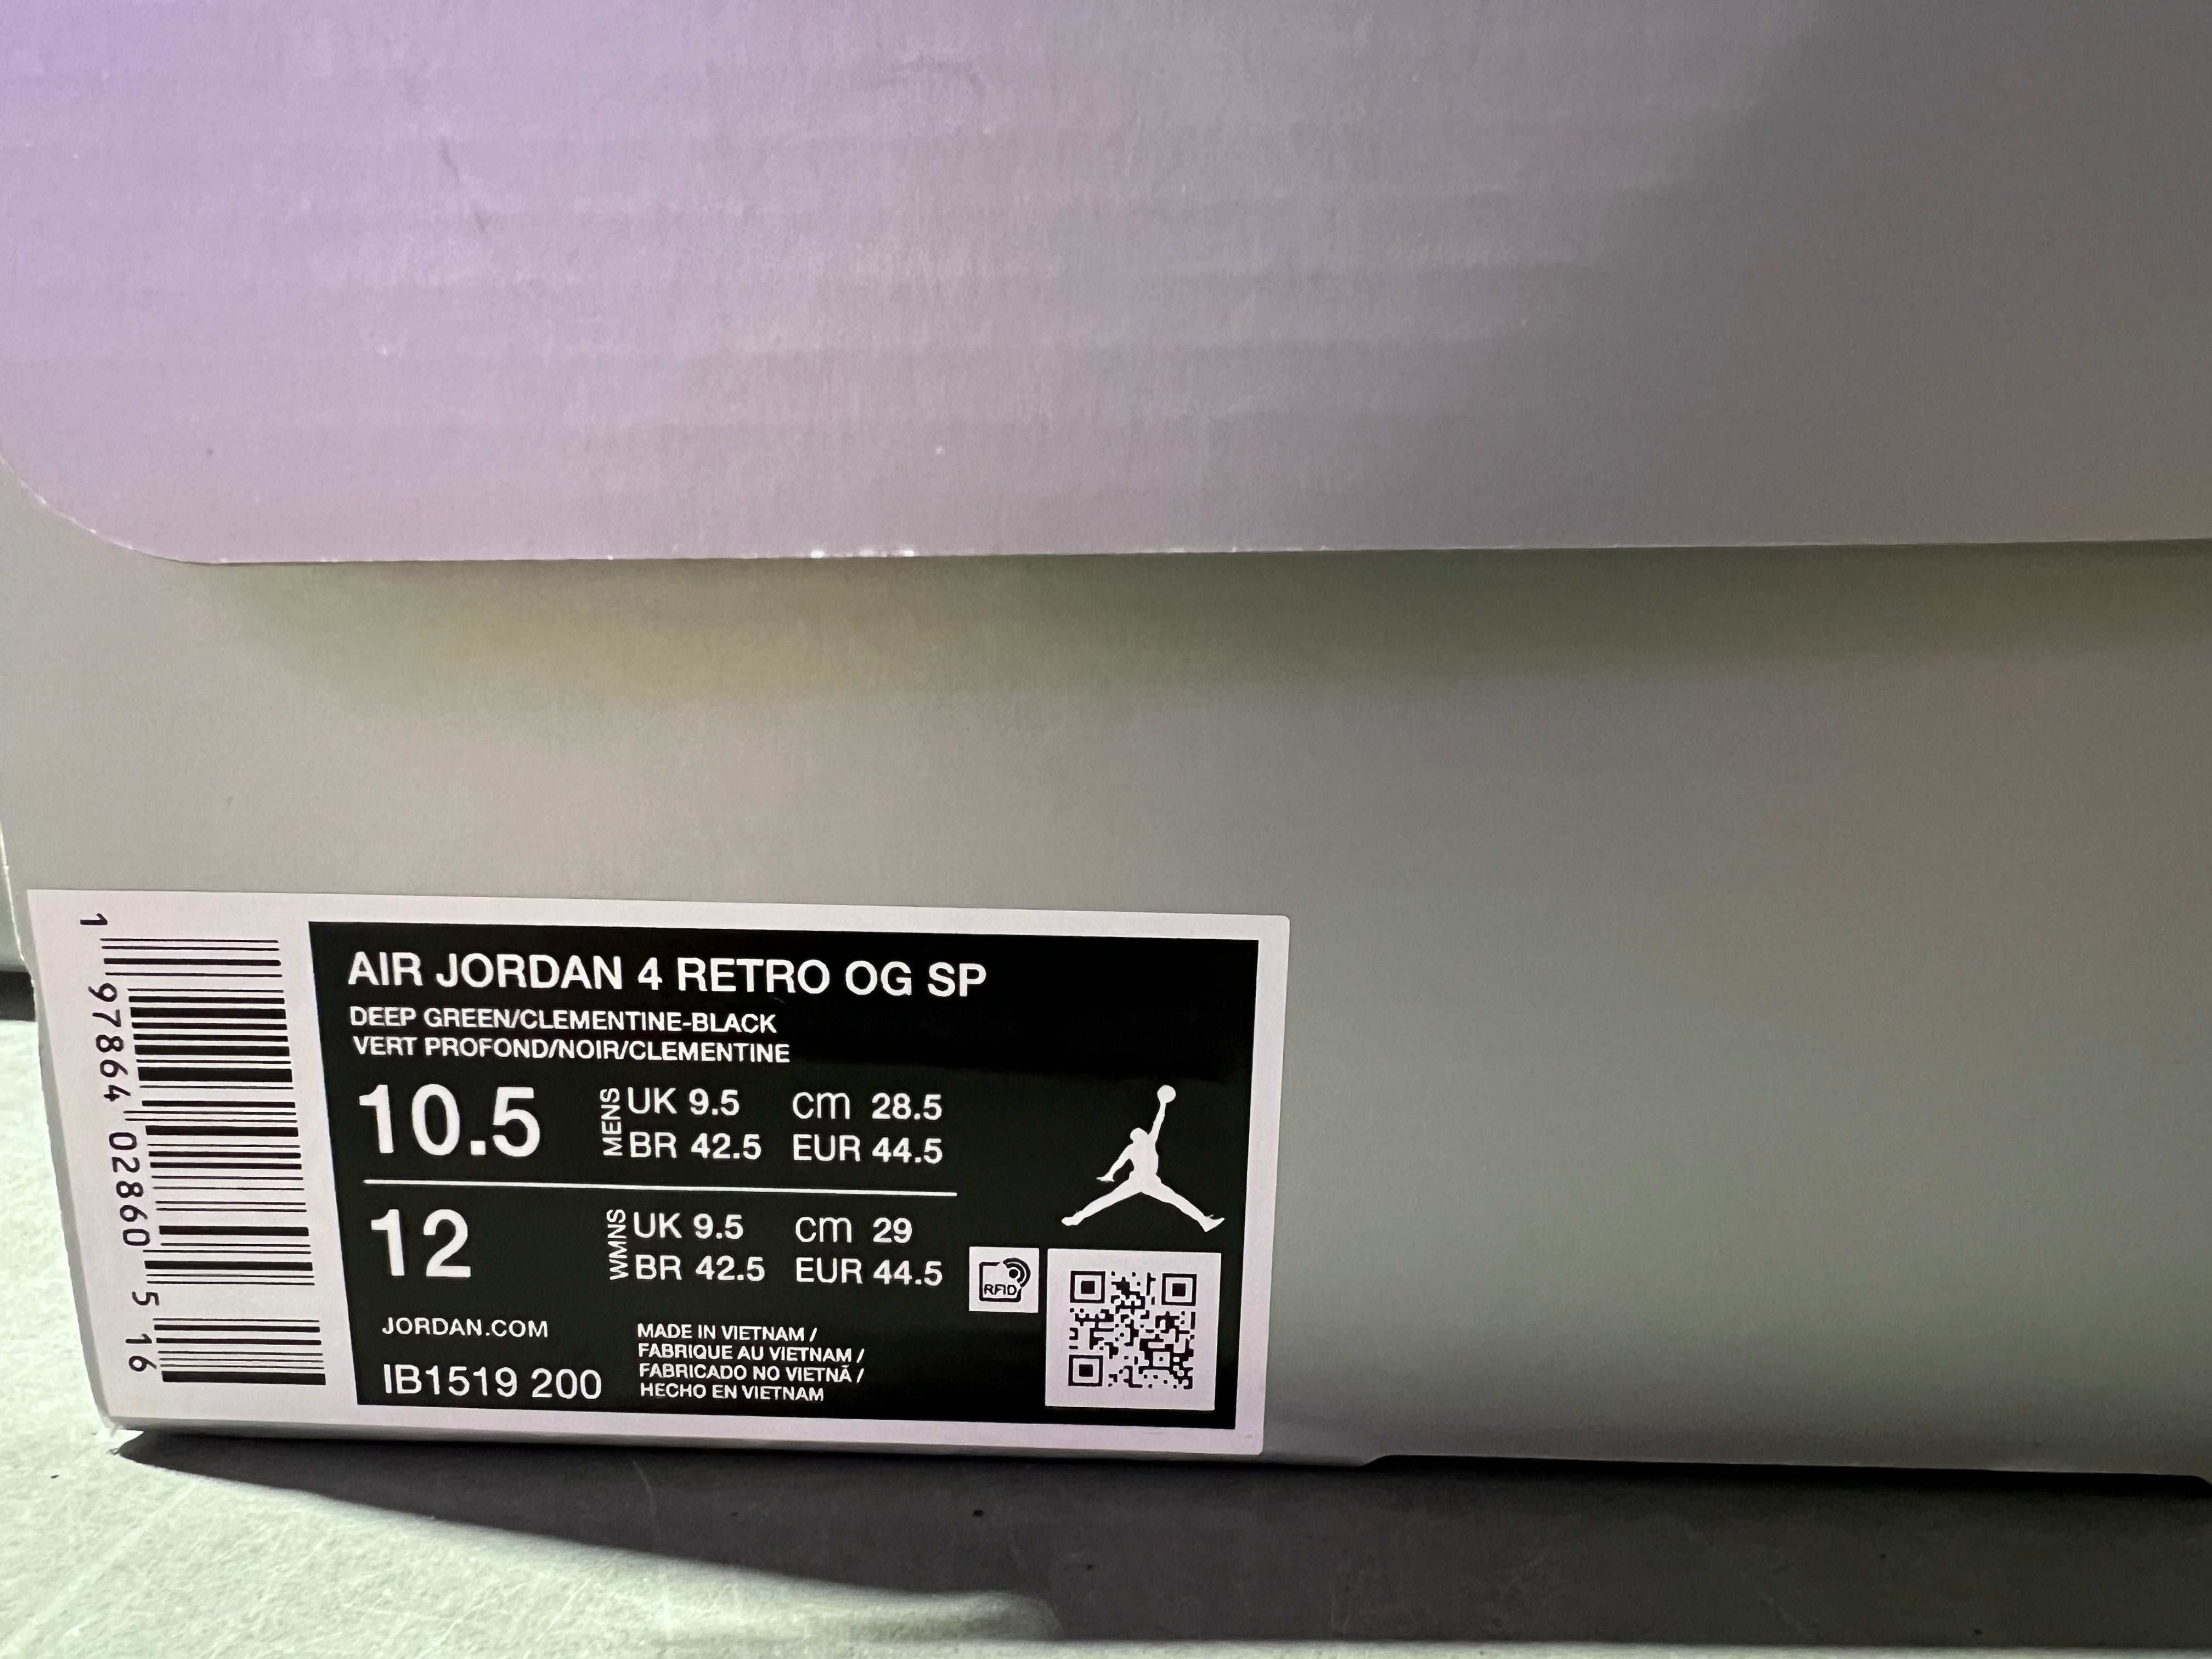 1 97864 02860 5 16
AIR JORDAN 4 RETRO OG SP
DEEP GREEN/CLEMENTINE-BLACK
VERT PROFOND/NOIR/CLEMENTINE
10.5 MENS UK 9.5 cm 28.5
BR 42.5 EUR 44.5
12 WMNS UK 9.5 cm 29
BR 42.5 EUR 44.5
RFID
JORDAN.COM
IB1519 200
MADE IN VIETNAM /
FABRIQUE AU VIETNAM /
FABRICADO NO VIETNÃ /
HECHO EN VIETNAM